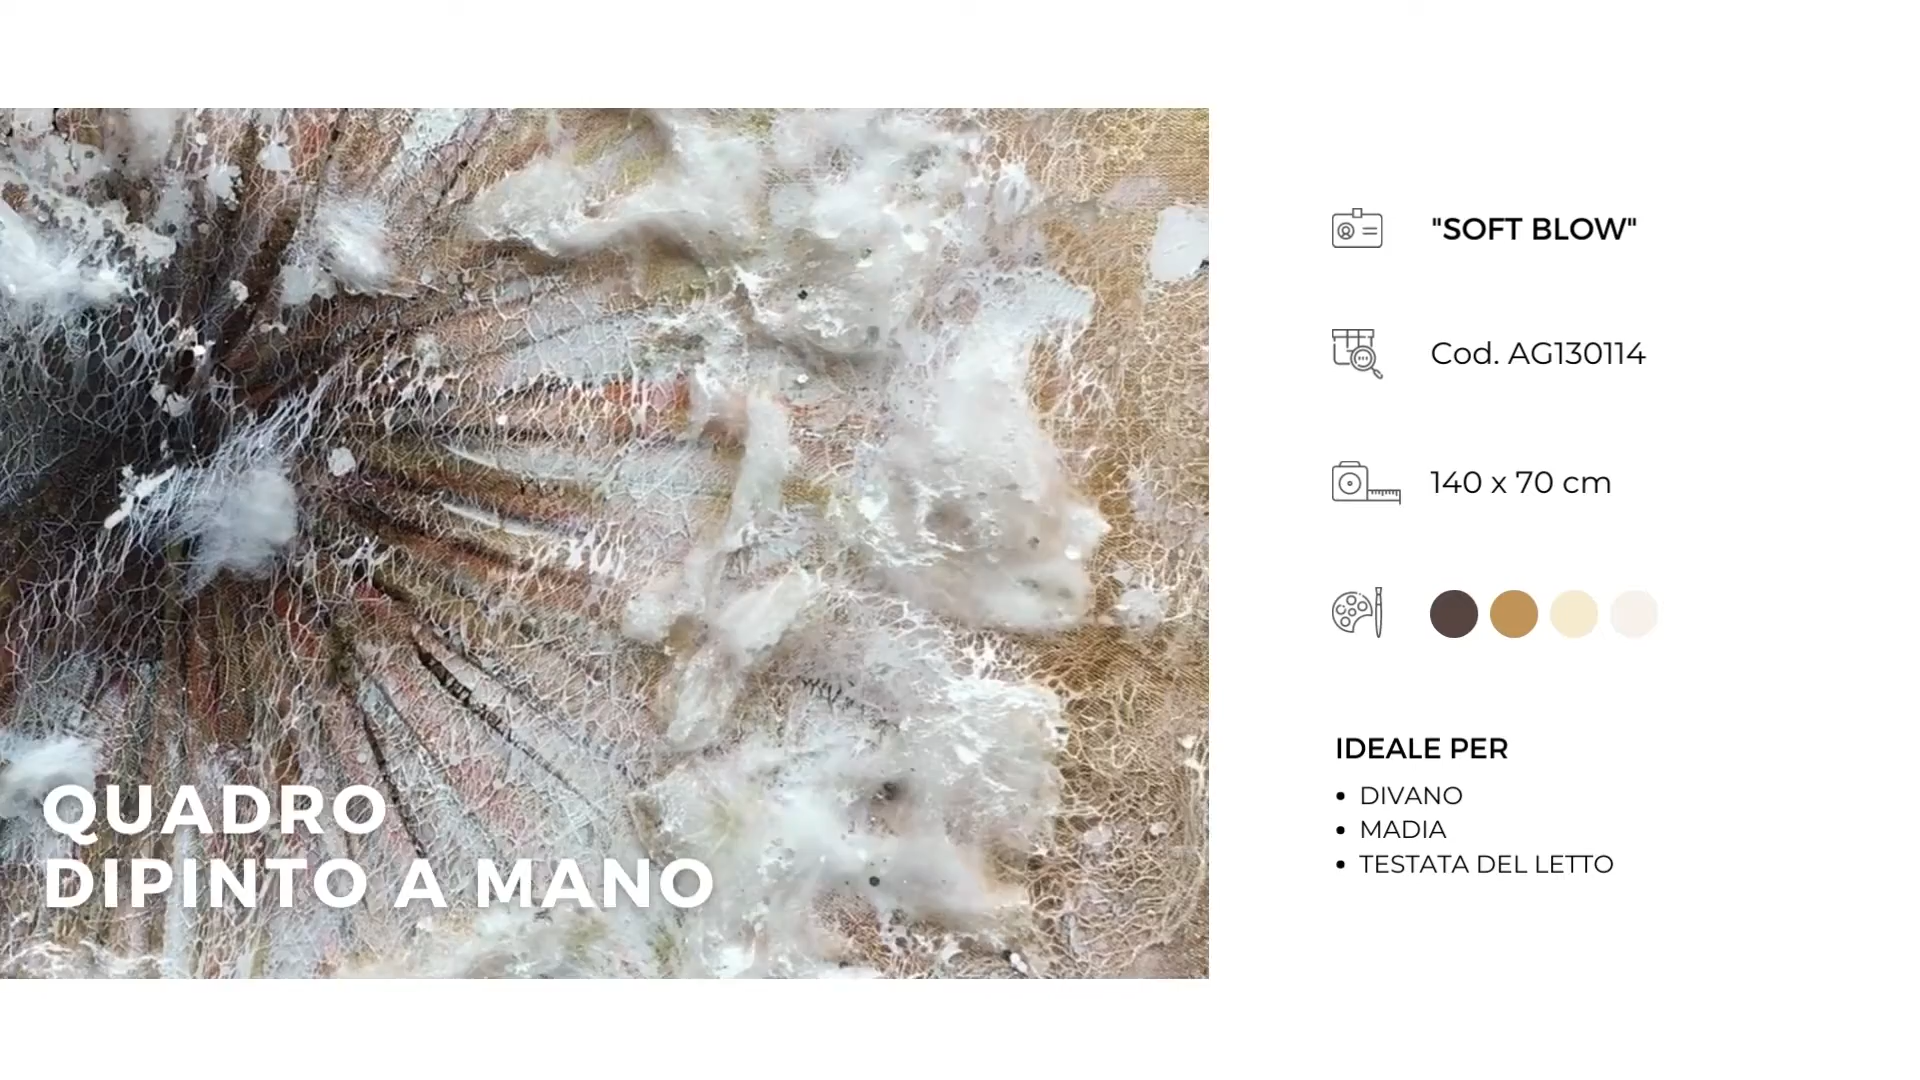 QUADRO
DIPINTO A MANO
"SOFT BLOW"
Cod. AG130114
140 x 70 cm
IDEALE PER
• DIVANO
• MADIA
• TESTATA DEL LETTO